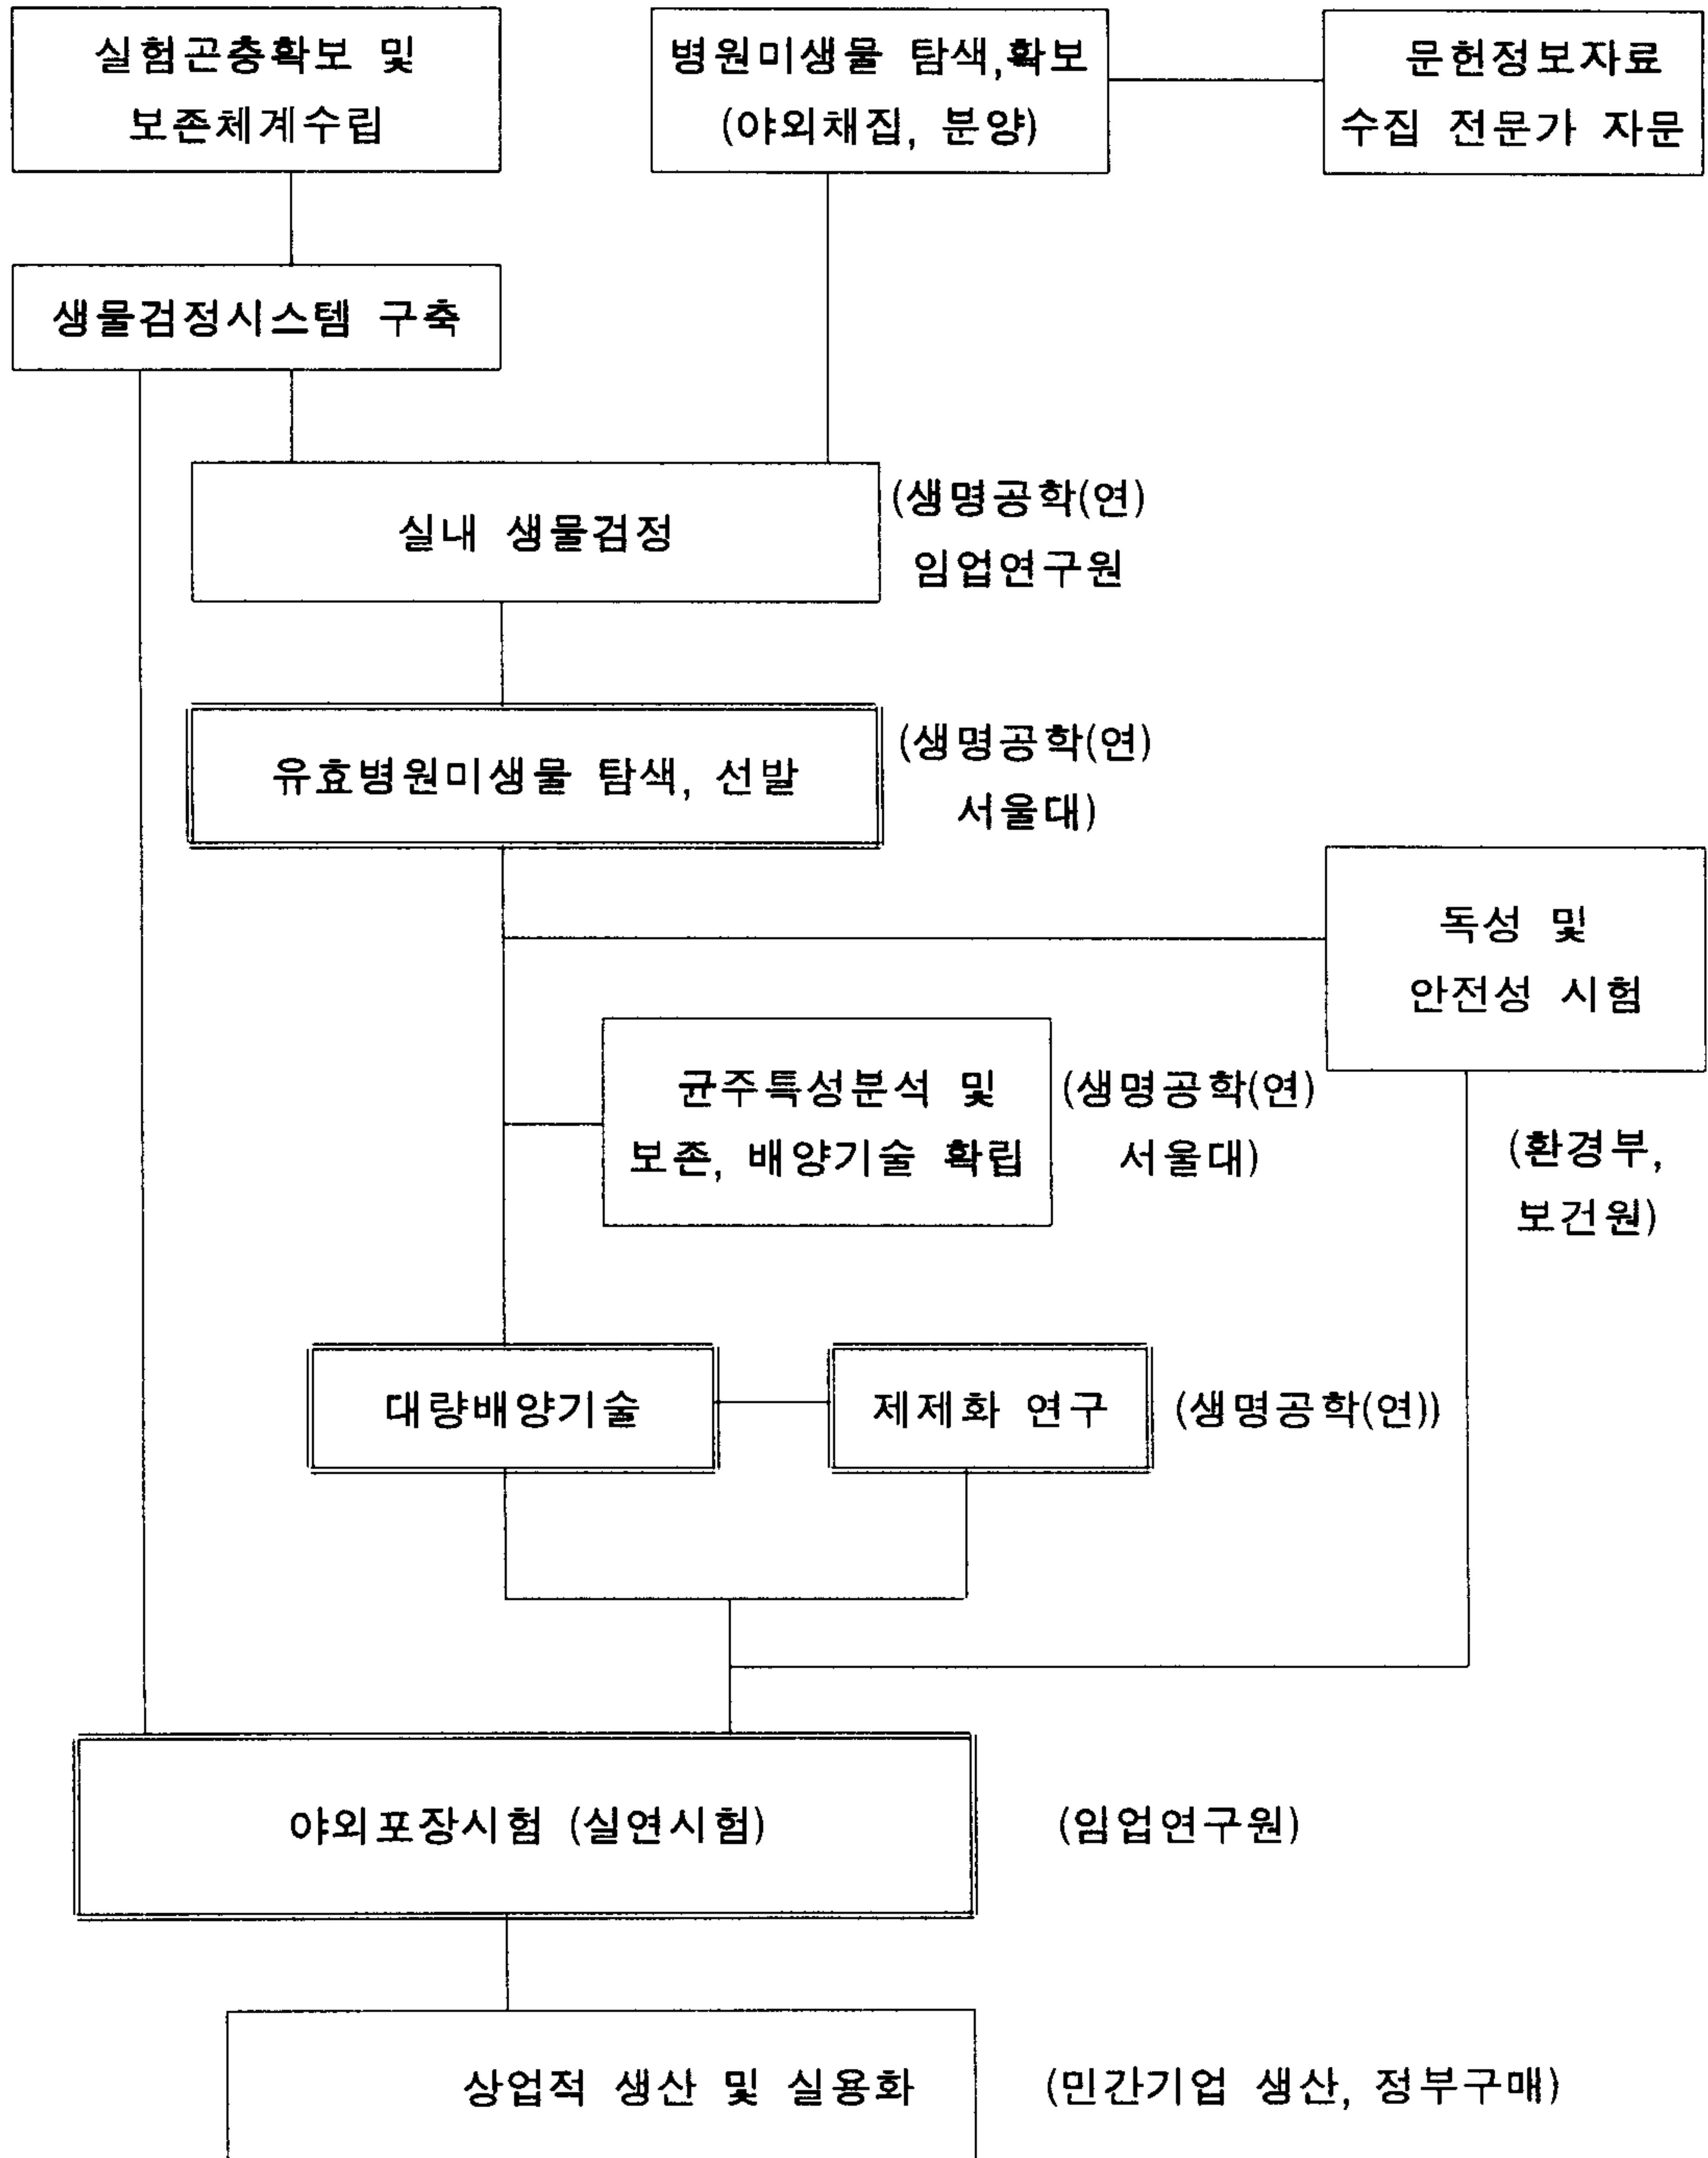 실험곤충확보 및
보존체계수립
병원미생물 탐색,확보
(야외채집, 분양)
문헌정보자료
수집 전문가 자문
생물검정시스템 구축
실내 생물검정
(생명공학(연)
임업연구원
유효병원미생물 탐색, 선발
(생명공학(연)
서울대)
독성 및
안전성 시험
(환경부,
보건원)
균주특성분석 및
보존, 배양기술 확립
(생명공학(연)
서울대)
대량배양기술
제제화 연구
(생명공학(연))
야외포장시험 (실연시험)
(임업연구원)
상업적 생산 및 실용화
(민간기업 생산, 정부구매)